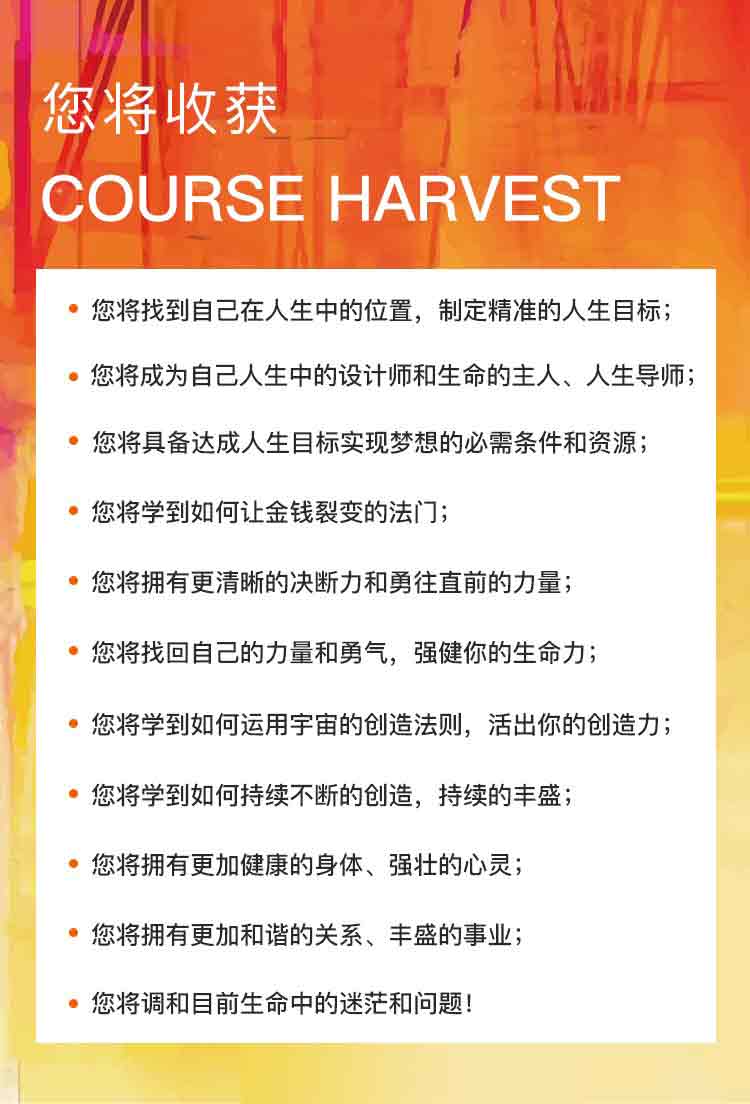 您将收获
COURSE HARVEST
• 您将找到自己在人生中的位置，制定精准的人生目标；
• 您将成为自己人生中的设计师和生命的主人、人生导师；
• 您将具备达成人生目标实现梦想的必需条件和资源；
• 您将学到如何让金钱裂变的法门；
• 您将拥有更清晰的决断力和勇往直前的力量；
• 您将找回自己的力量和勇气，强健你的生命力；
• 您将学到如何运用宇宙的创造法则，活出你的创造力；
• 您将学到如何持续不断的创造，持续的丰盛；
• 您将拥有更加健康的身体、强壮的心灵；
• 您将拥有更加和谐的关系、丰盛的事业；
• 您将调和目前生命中的迷茫和问题！